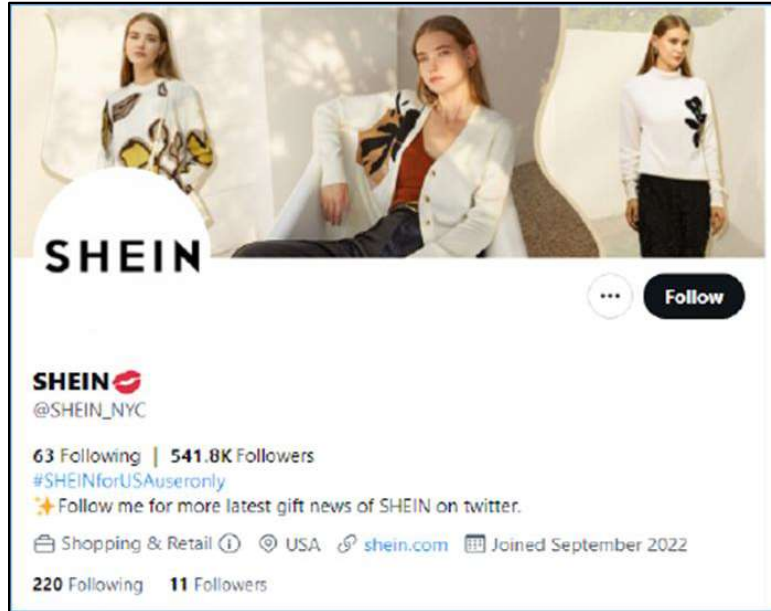 SHEIN
Follow
SHEIN💋
@SHEIN_NYC
63 Following | 541.8K Followers
#SHEINforUSAuseronly
✨Follow me for more latest gift news of SHEIN on twitter.
Shopping & Retail USA shein.com Joined September 2022
220 Following 11 Followers